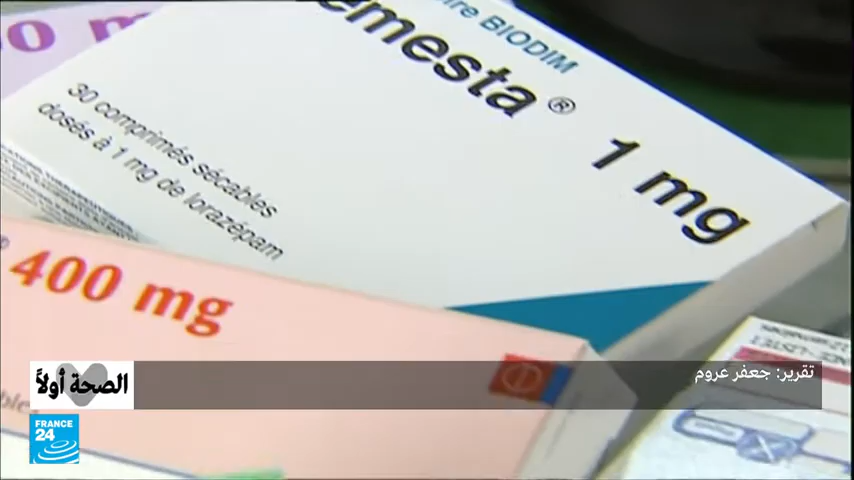 BIODIM
emesta®
1 mg
30 comprimés sécables
dosés à 1 mg de lorazépam
400 mg
تقرير: جعفر عروم
الصحة أولاً
FRANCE
24